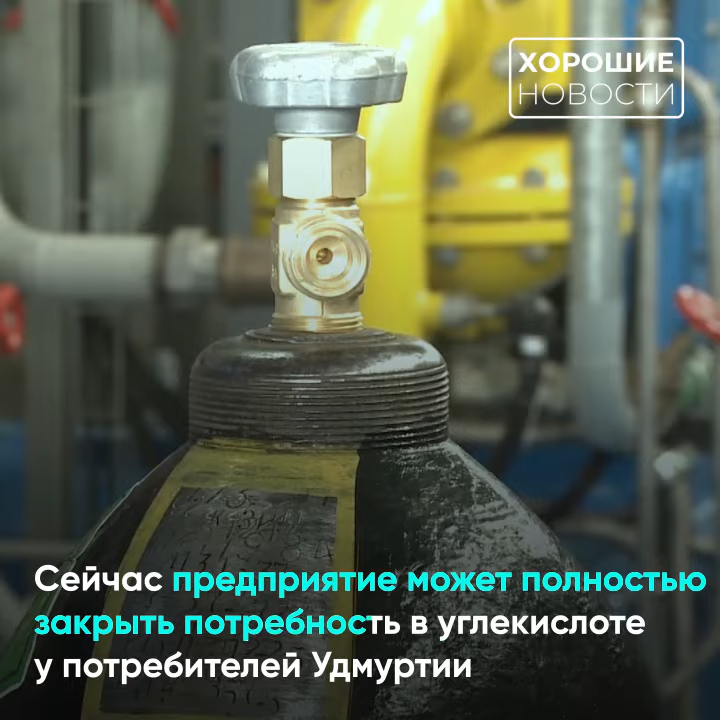 ХОРОШИЕ
НОВОСТИ
Сейчас предприятие может полностью
закрыть потребность в углекислоте
у потребителей Удмуртии